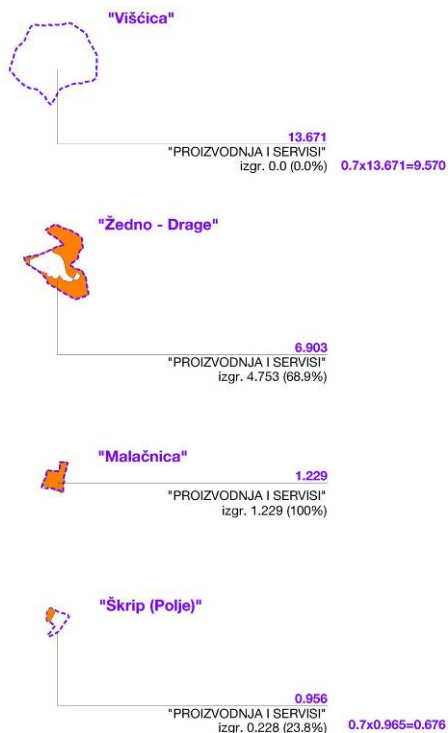 "Višćica"
13.671
"PROIZVODNJA I SERVISI"
izgr. 0.0 (0.0%) 0.7x13.671=9.570
"Žedno - Drage"
6.903
"PROIZVODNJA I SERVISI"
izgr. 4.753 (68.9%)
"Malačnica"
1.229
"PROIZVODNJA I SERVISI"
izgr. 1.229 (100%)
"Škrip (Polje)"
0.956
"PROIZVODNJA I SERVISI"
izgr. 0.228 (23.8%) 0.7x0.965=0.676